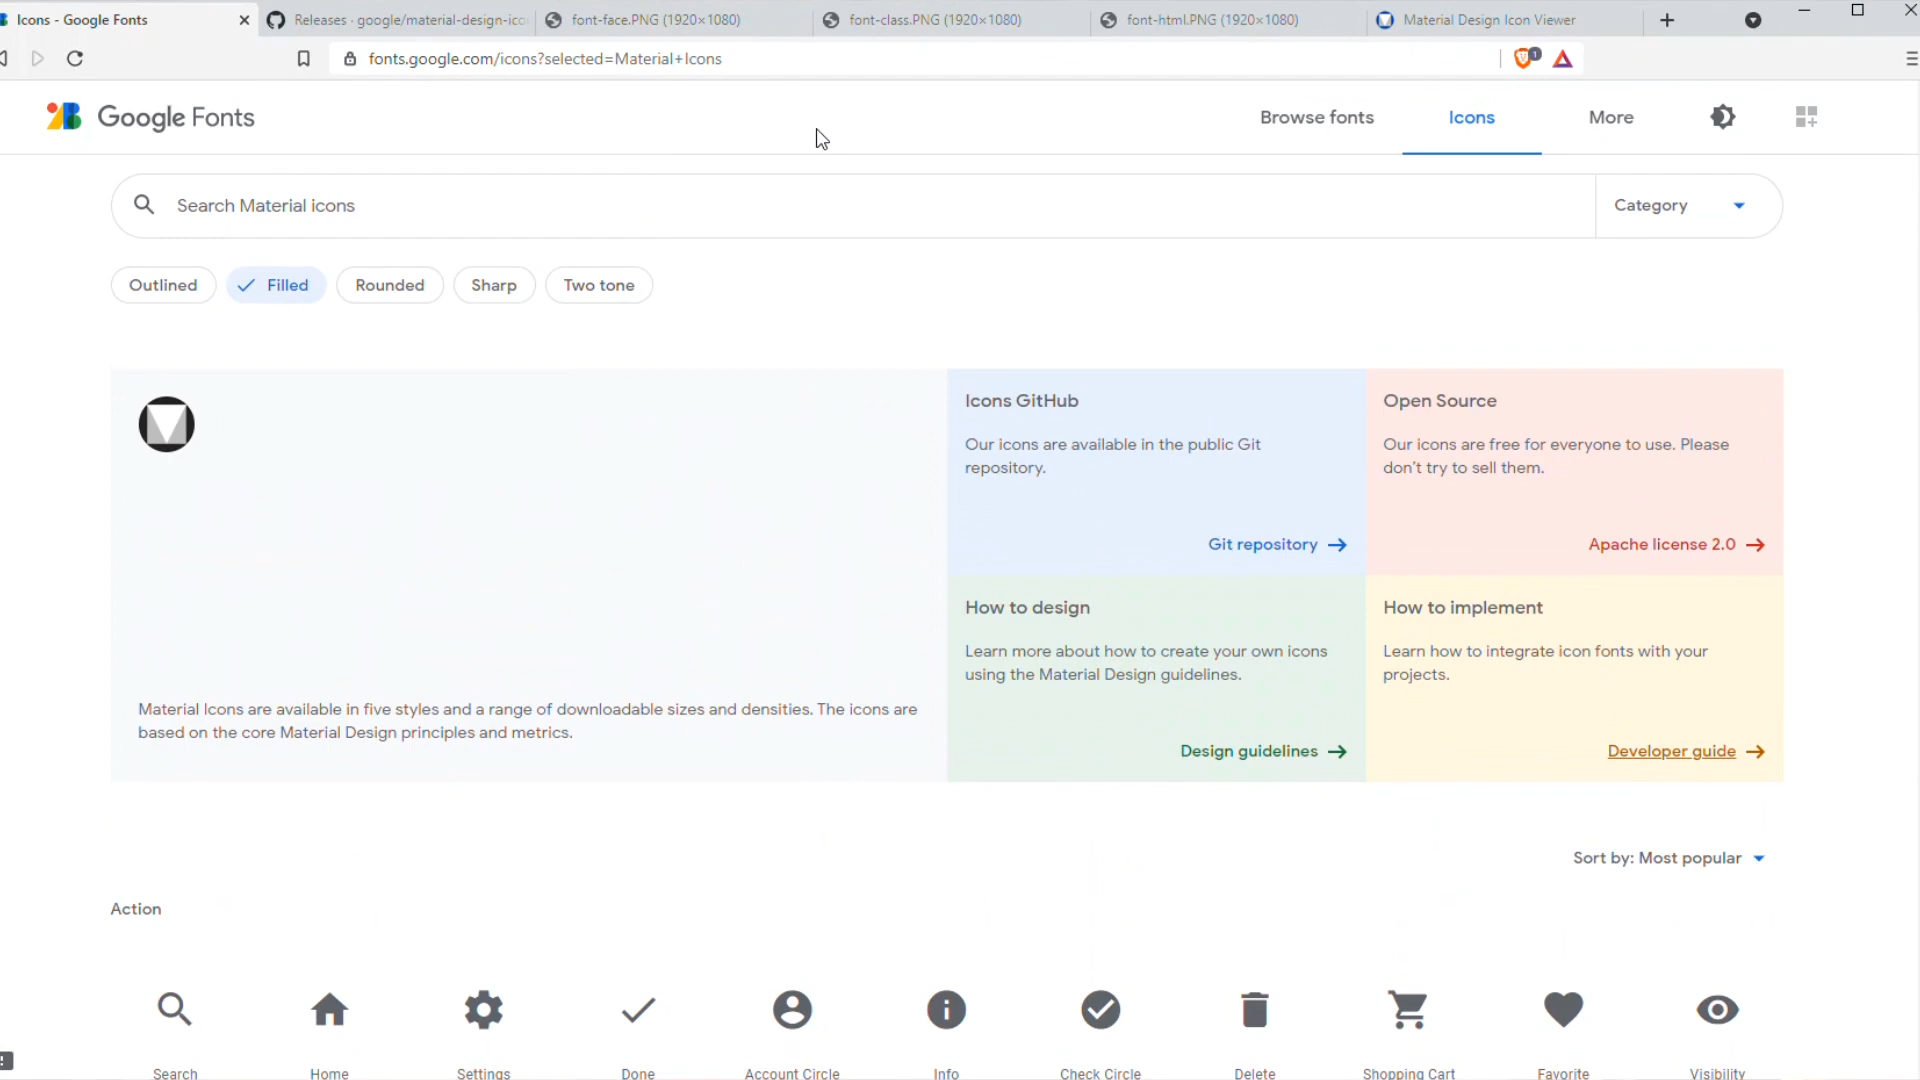 Icons - Google Fonts
Releases · google/material-design-ico
font-face.PNG (1920×1080)
font-class.PNG (1920×1080)
font-html.PNG (1920×1080)
Material Design Icon Viewer
fonts.google.com/icons?selected=Material+Icons
1
Google Fonts
Browse fonts
Icons
More
Search Material icons
Category
Outlined
Filled
Rounded
Sharp
Two tone
Icons GitHub
Our icons are available in the public Git
repository.
Git repository
Open Source
Our icons are free for everyone to use. Please
don't try to sell them.
Apache license 2.0
Material Icons are available in five styles and a range of downloadable sizes and densities. The icons are
based on the core Material Design principles and metrics.
How to design
Learn more about how to create your own icons
using the Material Design guidelines.
Design guidelines
How to implement
Learn how to integrate icon fonts with your
projects.
Developer guide
Sort by: Most popular
Action
Search
Home
Settings
Done
Account Circle
Info
Check Circle
Delete
Shopping Cart
Favorite
Visibility